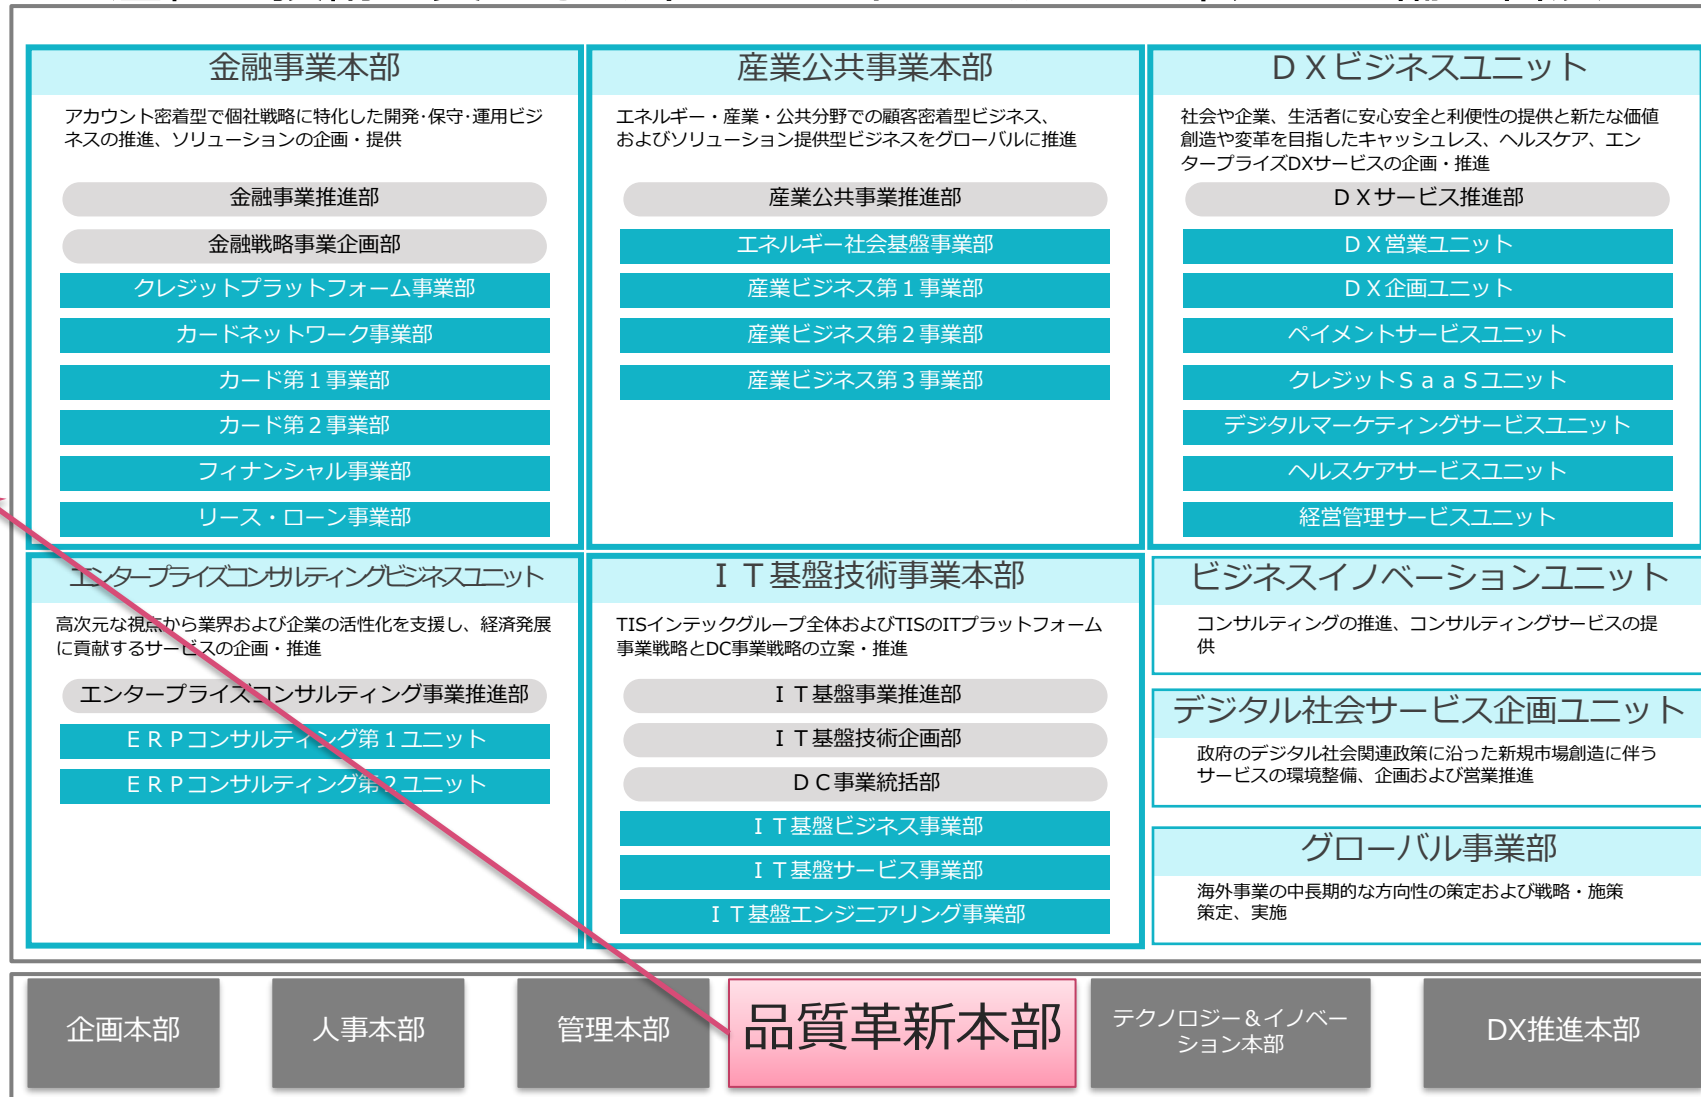 金融事業本部
アカウント密着型で個社戦略に特化した開発･保守･運用ビジ
ネスの推進、ソリューションの企画・提供
金融事業推進部
金融戦略事業企画部
クレジットプラットフォーム事業部
カードネットワーク事業部
カード第１事業部
カード第２事業部
フィナンシャル事業部
リース・ローン事業部
産業公共事業本部
エネルギー・産業・公共分野での顧客密着型ビジネス、
およびソリューション提供型ビジネスをグローバルに推進
産業公共事業推進部
エネルギー社会基盤事業部
産業ビジネス第１事業部
産業ビジネス第２事業部
産業ビジネス第３事業部
ＤＸビジネスユニット
社会や企業、生活者に安心安全と利便性の提供と新たな価値
創造や変革を目指したキャッシュレス、ヘルスケア、エン
タープライズDXサービスの企画・推進
ＤＸサービス推進部
ＤＸ営業ユニット
ＤＸ企画ユニット
ペイメントサービスユニット
クレジットＳａａＳユニット
デジタルマーケティングサービスユニット
ヘルスケアサービスユニット
経営管理サービスユニット
エンタープライズコンサルティングビジネスユニット
高次元な視点から業界および企業の活性化を支援し、経済発展
に貢献するサービスの企画・推進
エンタープライズコンサルティング事業推進部
ＥＲＰコンサルティング第１ユニット
ＥＲＰコンサルティング第２ユニット
ＩＴ基盤技術事業本部
TISインテックグループ全体およびTISのITプラットフォーム
事業戦略とDC事業戦略の立案・推進
ＩＴ基盤事業推進部
ＩＴ基盤技術企画部
ＤＣ事業統括部
ＩＴ基盤ビジネス事業部
ＩＴ基盤サービス事業部
ＩＴ基盤エンジニアリング事業部
ビジネスイノベーションユニット
コンサルティングの推進、コンサルティングサービスの提
供
デジタル社会サービス企画ユニット
政府のデジタル社会関連政策に沿った新規市場創造に伴う
サービスの環境整備、企画および営業推進
グローバル事業部
海外事業の中長期的な方向性の策定および戦略・施策
策定、実施
企画本部
人事本部
管理本部
品質革新本部
テクノロジー＆イノベー
ション本部
DX推進本部